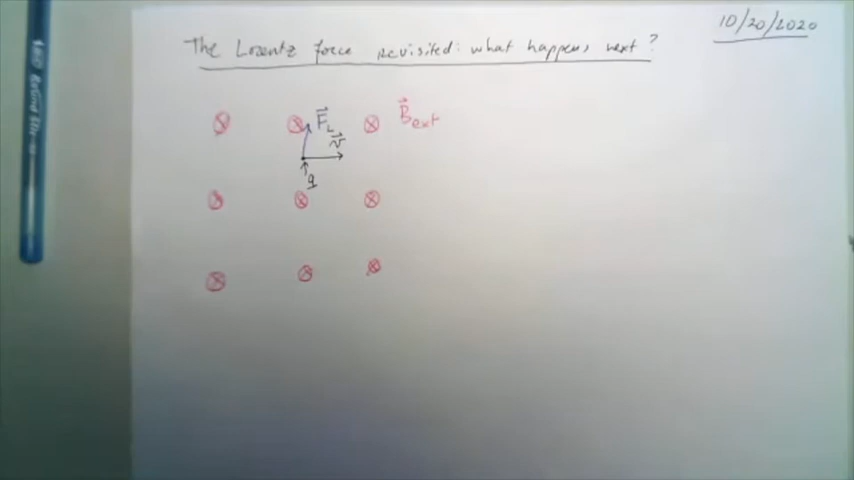 10/20/2020
The Lorentz force revisited: what happens next?
F_L
B_ext
v
q